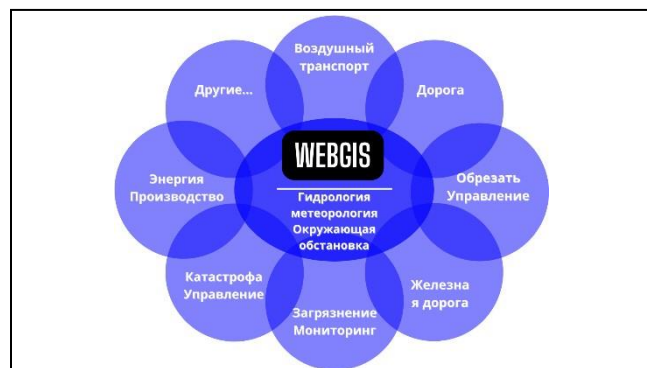 Воздушный
транспорт
Другие...
Дорога
WEBGIS
Энергия
Производство
Гидрология
метеорология
Окружающая
обстановка
Обрезать
Управление
Катастрофа
Управление
Железна
я дорога
Загрязнение
Мониторинг